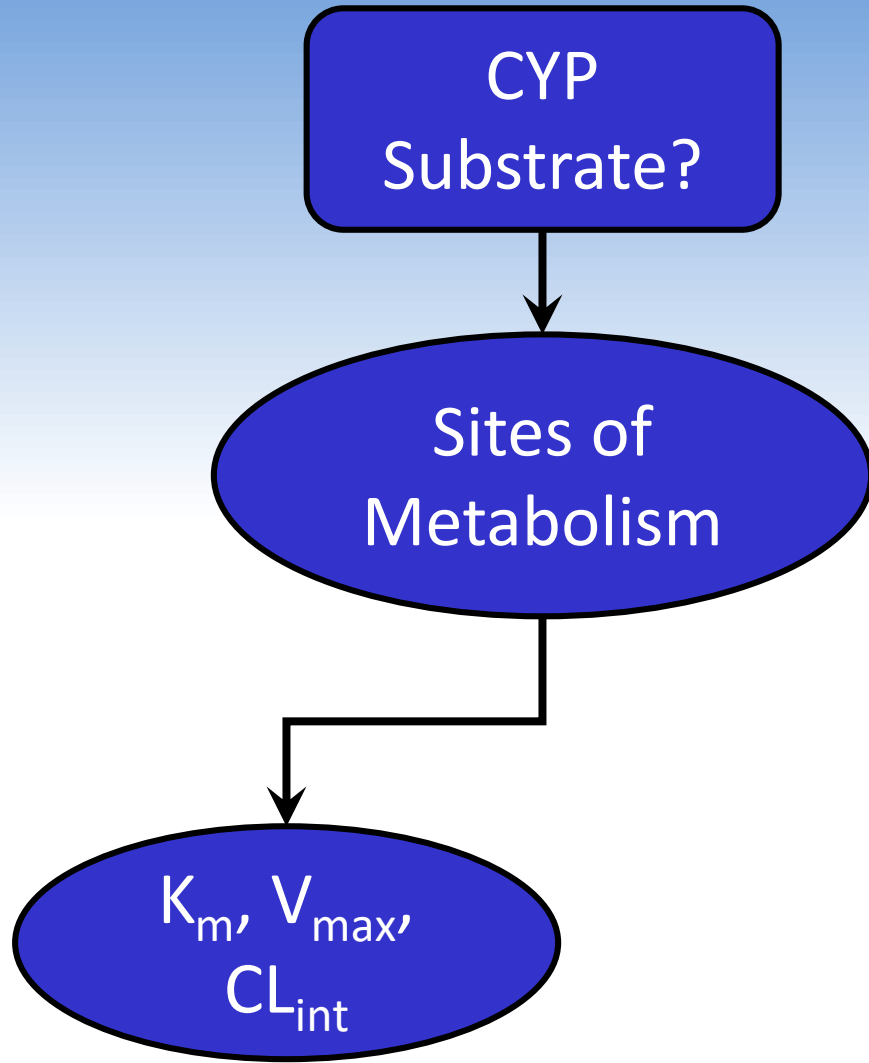 CYP
Substrate?
Sites of
Metabolism
Km, Vmax,
CLint